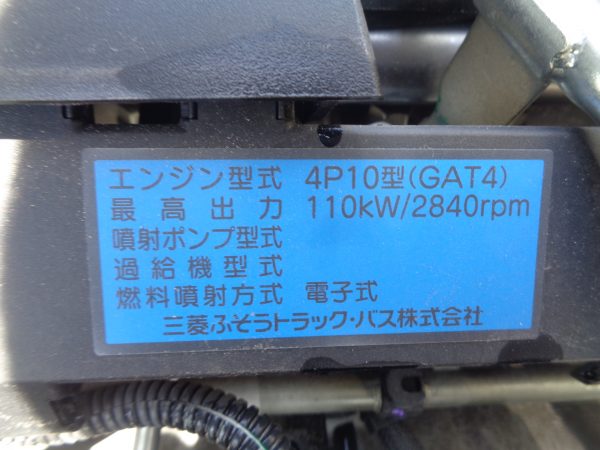 エンジン型式 4P10型(GAT4)
最高出力 110kW/2840rpm
噴射ポンプ型式
過給機型式
燃料噴射方式 電子式
三菱ふそうトラック・バス株式会社